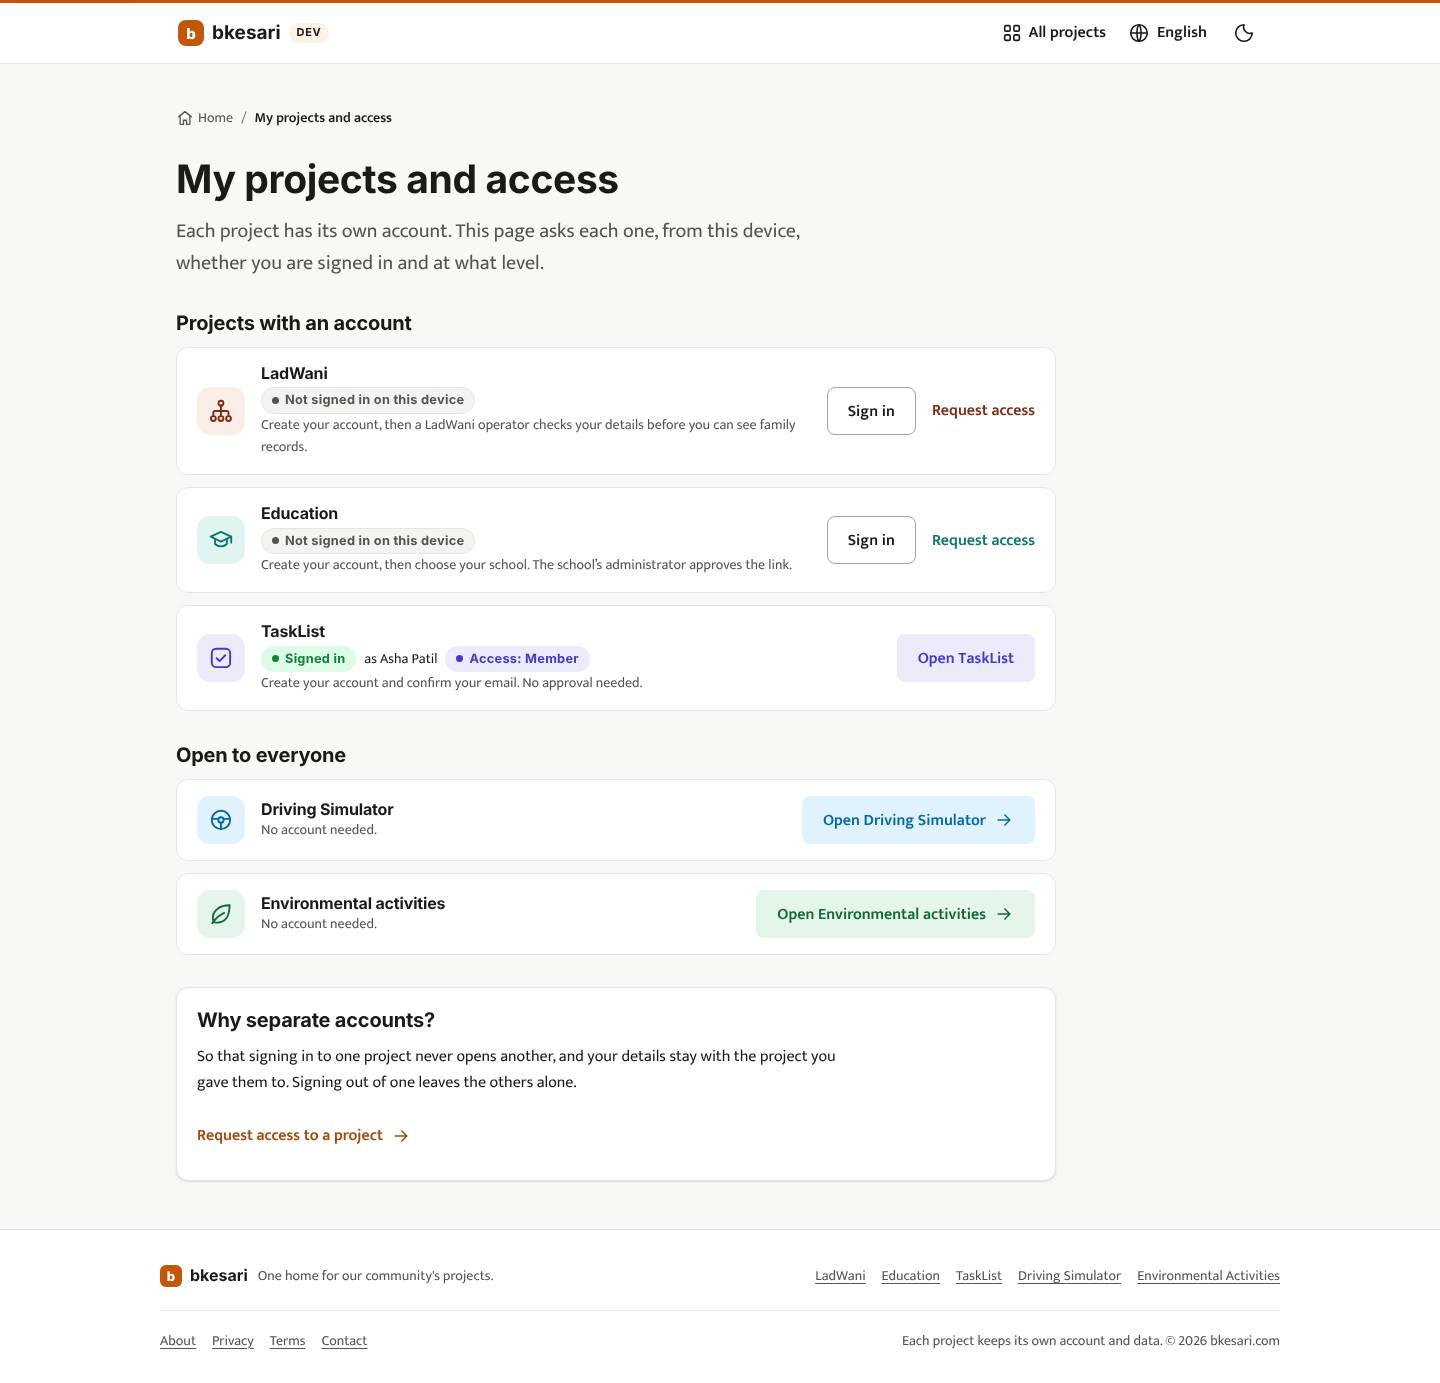 b bkesari DEV
All projects English
Home / My projects and access
My projects and access
Each project has its own account. This page asks each one, from this device,
whether you are signed in and at what level.
Projects with an account
LadWani
Not signed in on this device
Create your account, then a LadWani operator checks your details before you can see family
records.
Sign in Request access
Education
Not signed in on this device
Create your account, then choose your school. The school's administrator approves the link.
Sign in Request access
TaskList
Signed in as Asha Patil Access: Member
Create your account and confirm your email. No approval needed.
Open TaskList
Open to everyone
Driving Simulator
No account needed.
Open Driving Simulator →
Environmental activities
No account needed.
Open Environmental activities →
Why separate accounts?
So that signing in to one project never opens another, and your details stay with the project you
gave them to. Signing out of one leaves the others alone.
Request access to a project →
b bkesari One home for our community's projects.
LadWani Education TaskList Driving Simulator Environmental Activities
About Privacy Terms Contact
Each project keeps its own account and data. © 2026 bkesari.com